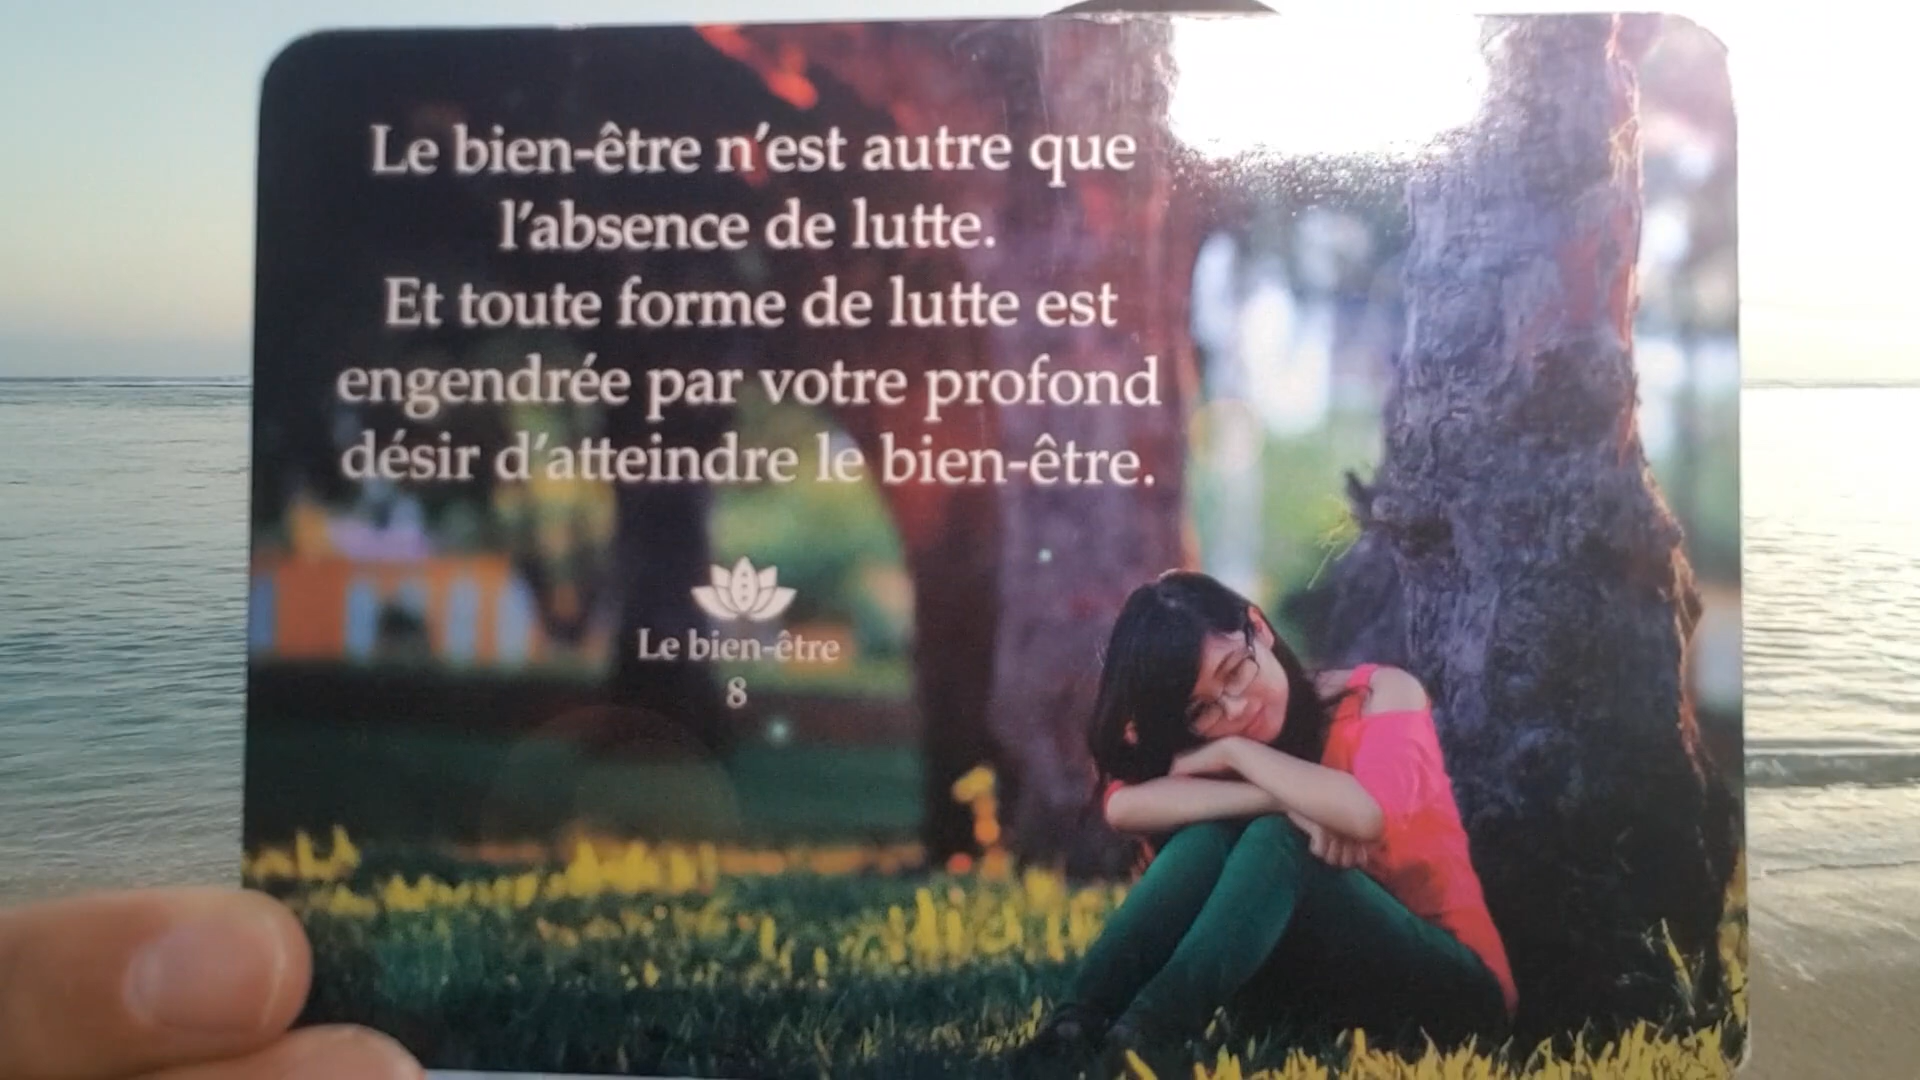 Le bien-être n'est autre que
l'absence de lutte.
Et toute forme de lutte est
engendrée par votre profond
désir d'atteindre le bien-être.
Le bien-être
8